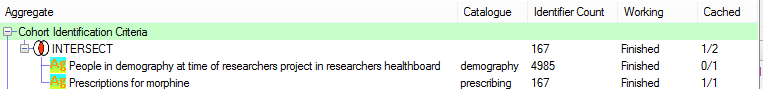 Aggregate Catalogue Identifier Count Working Cached
Cohort Identification Criteria
INTERSECT 167 Finished 1/2
Ag People in demography at time of researchers project in researchers healthboard demography 4985 Finished 0/1
Ag Prescriptions for morphine prescribing 167 Finished 1/1